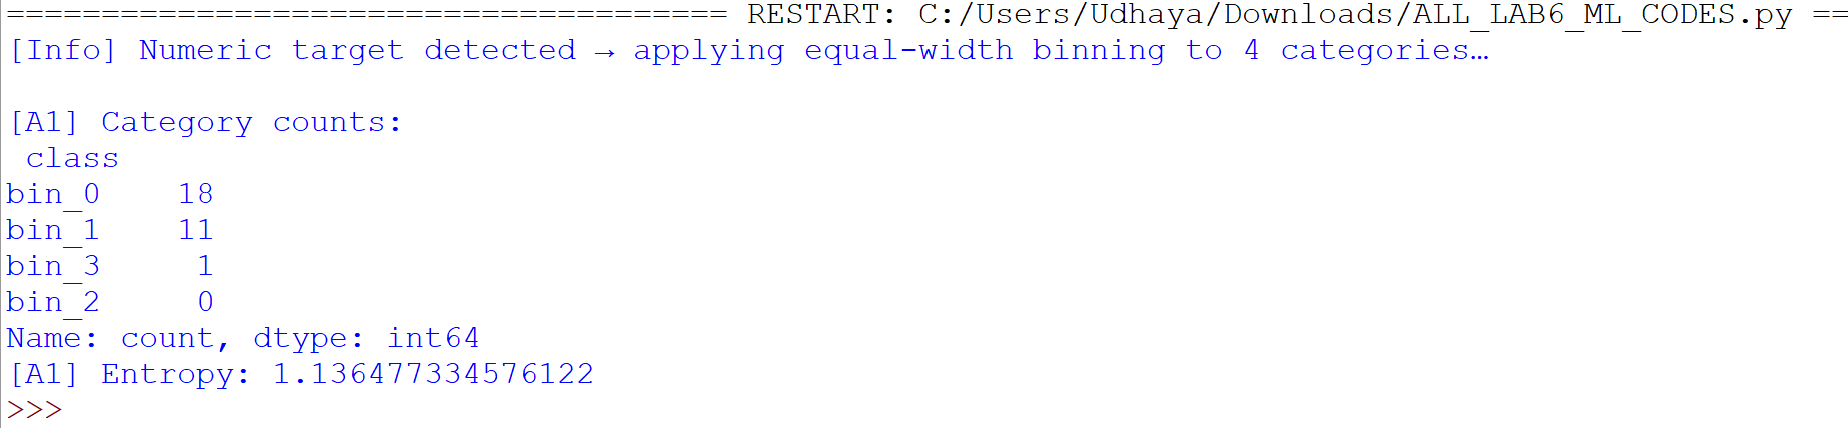 ====================================== RESTART: C:/Users/Udhaya/Downloads/ALL_LAB6_ML_CODES.py ==
[Info] Numeric target detected → applying equal-width binning to 4 categories…
[A1] Category counts:
class
bin_0    18
bin_1    11
bin_3     1
bin_2     0
Name: count, dtype: int64
[A1] Entropy: 1.136477334576122
>>>